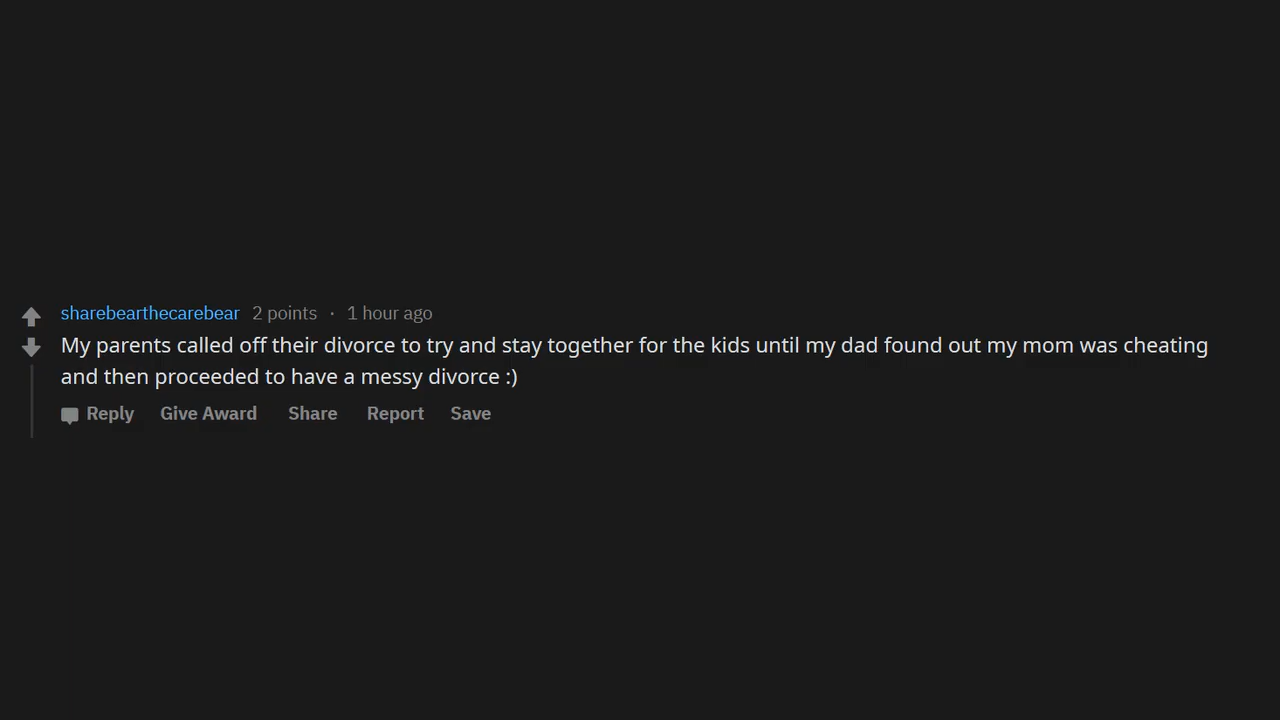 sharebearthecarebear 2 points · 1 hour ago
My parents called off their divorce to try and stay together for the kids until my dad found out my mom was cheating
and then proceeded to have a messy divorce :)
Reply Give Award Share Report Save